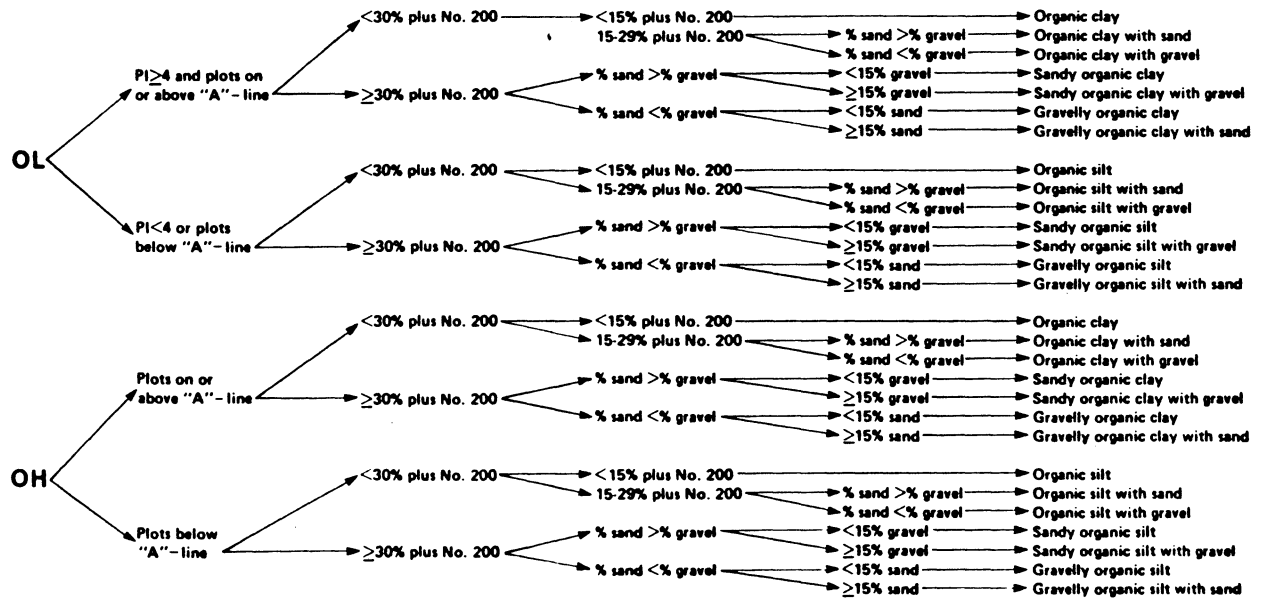 <30% plus No. 200 <15% plus No. 200 Organic clay
15-29% plus No. 200 % sand >% gravel Organic clay with sand
% sand <% gravel Organic clay with gravel
PI≥4 and plots on
or above "A"-line
≥30% plus No. 200 % sand >% gravel <15% gravel Sandy organic clay
≥15% gravel Sandy organic clay with gravel
% sand <% gravel <15% sand Gravelly organic clay
≥15% sand Gravelly organic clay with sand
OL
<30% plus No. 200 <15% plus No. 200 Organic silt
15-29% plus No. 200 % sand >% gravel Organic silt with sand
% sand <% gravel Organic silt with gravel
PI<4 or plots
below "A"-line
≥30% plus No. 200 % sand >% gravel <15% gravel Sandy organic silt
≥15% gravel Sandy organic silt with gravel
% sand <% gravel <15% sand Gravelly organic silt
≥15% sand Gravelly organic silt with sand
<30% plus No. 200 <15% plus No. 200 Organic clay
15-29% plus No. 200 % sand >% gravel Organic clay with sand
% sand <% gravel Organic clay with gravel
Plots on or
above "A"-line
≥30% plus No. 200 % sand >% gravel <15% gravel Sandy organic clay
≥15% gravel Sandy organic clay with gravel
% sand <% gravel <15% sand Gravelly organic clay
≥15% sand Gravelly organic clay with sand
OH
<30% plus No. 200 <15% plus No. 200 Organic silt
15-29% plus No. 200 % sand >% gravel Organic silt with sand
% sand <% gravel Organic silt with gravel
Plots below
"A"-line
≥30% plus No. 200 % sand >% gravel <15% gravel Sandy organic silt
≥15% gravel Sandy organic silt with gravel
% sand <% gravel <15% sand Gravelly organic silt
≥15% sand Gravelly organic silt with sand